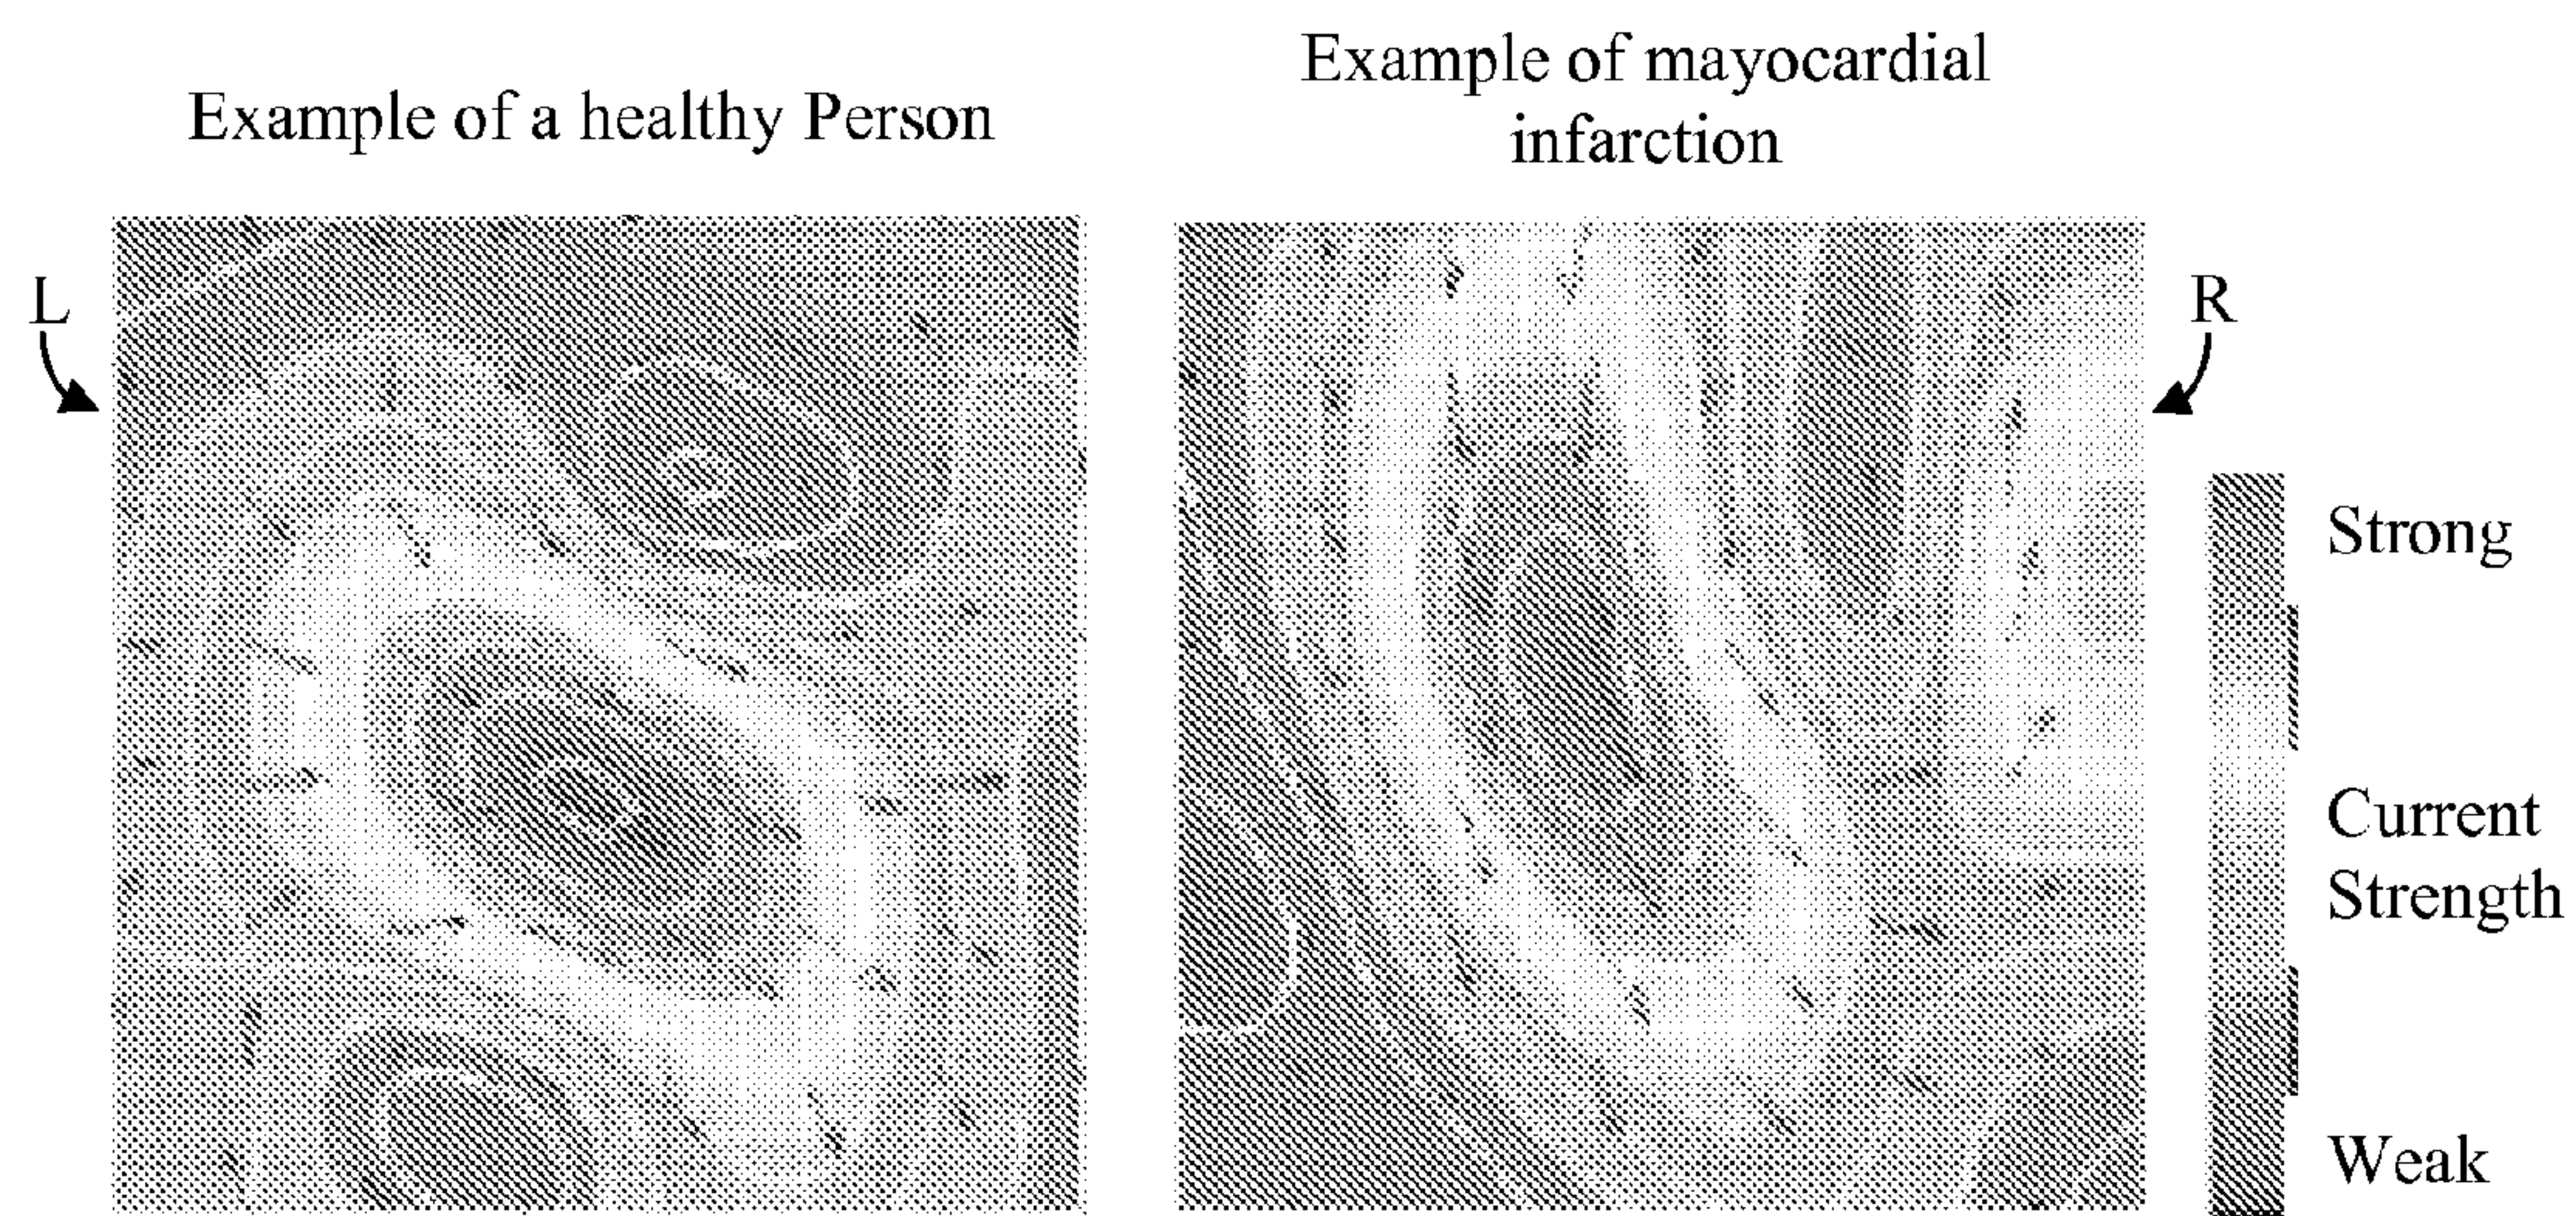 Example of a healthy Person
Example of mayocardial
infarction
L
R
Strong
Current
Strength
Weak